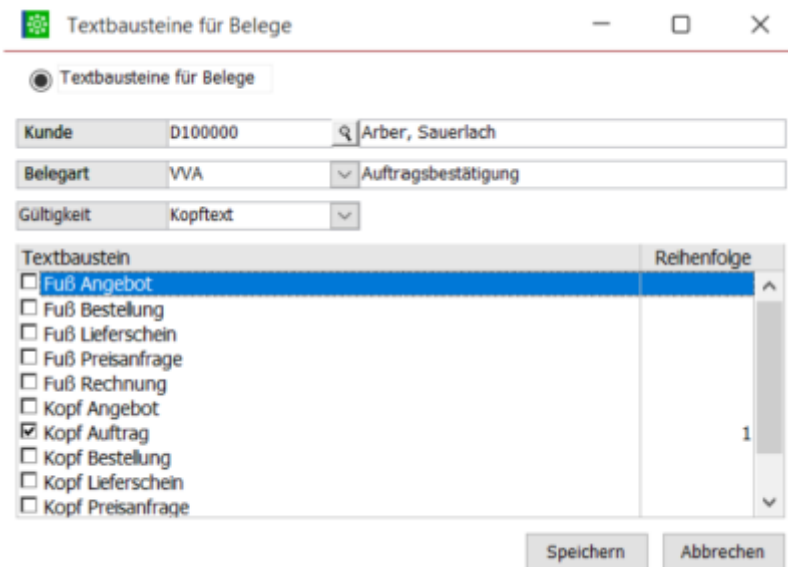 Textbausteine für Belege
Textbausteine für Belege
Kunde D100000 Arber, Sauerlach
Belegart VVA Auftragsbestätigung
Gültigkeit Kopftext
Textbaustein Reihenfolge
Fuß Angebot
Fuß Bestellung
Fuß Lieferschein
Fuß Preisanfrage
Fuß Rechnung
Kopf Angebot
Kopf Auftrag 1
Kopf Bestellung
Kopf Lieferschein
Kopf Preisanfrage
Speichern Abbrechen